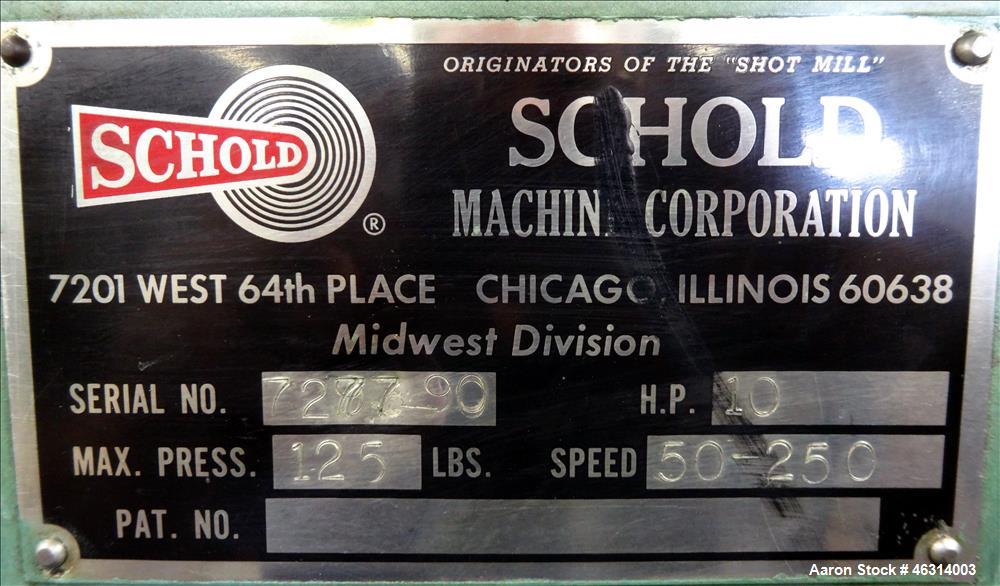 ORIGINATORS OF THE "SHOT MILL"
SCHOLD
SCHOLD
MACHIN CORPORATION
®
7201 WEST 64th PLACE CHICAGO, ILLINOIS 60638
Midwest Division
SERIAL NO. H.P. 10
MAX. PRESS. 125 LBS. SPEED 50-250
PAT. NO.
Aaron Stock # 46314003